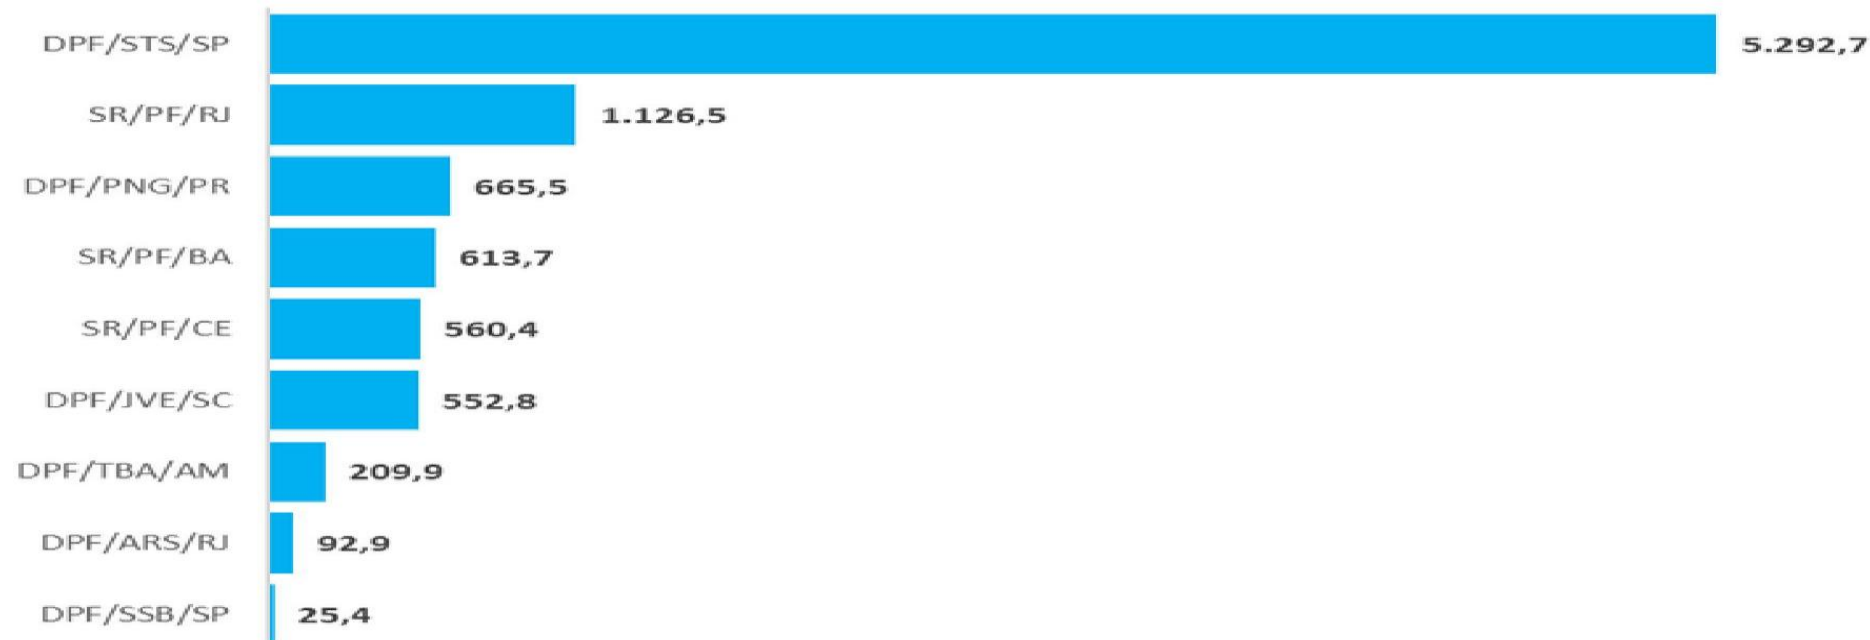 DPF/STS/SP 5.292,7
SR/PF/RJ 1.126,5
DPF/PNG/PR 665,5
SR/PF/BA 613,7
SR/PF/CE 560,4
DPF/JVE/SC 552,8
DPF/TBA/AM 209,9
DPF/ARS/RJ 92,9
DPF/SSB/SP 25,4